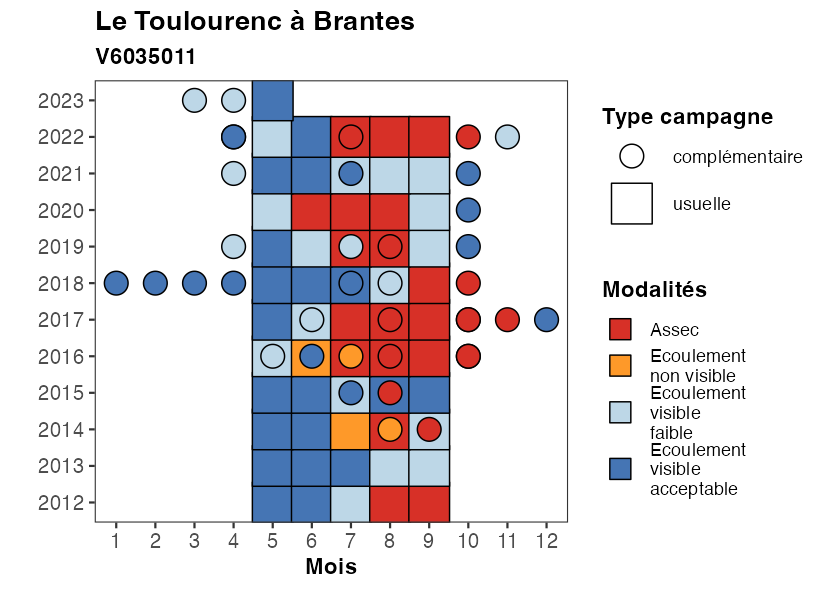 Le Toulourenc à Brantes
V6035011
2023
2022
2021
2020
2019
2018
2017
2016
2015
2014
2013
2012
1 2 3 4 5 6 7 8 9 10 11 12
Mois
Type campagne
complémentaire
usuelle
Modalités
Assec
Ecoulement
non visible
Ecoulement
visible
faible
Ecoulement
visible
acceptable